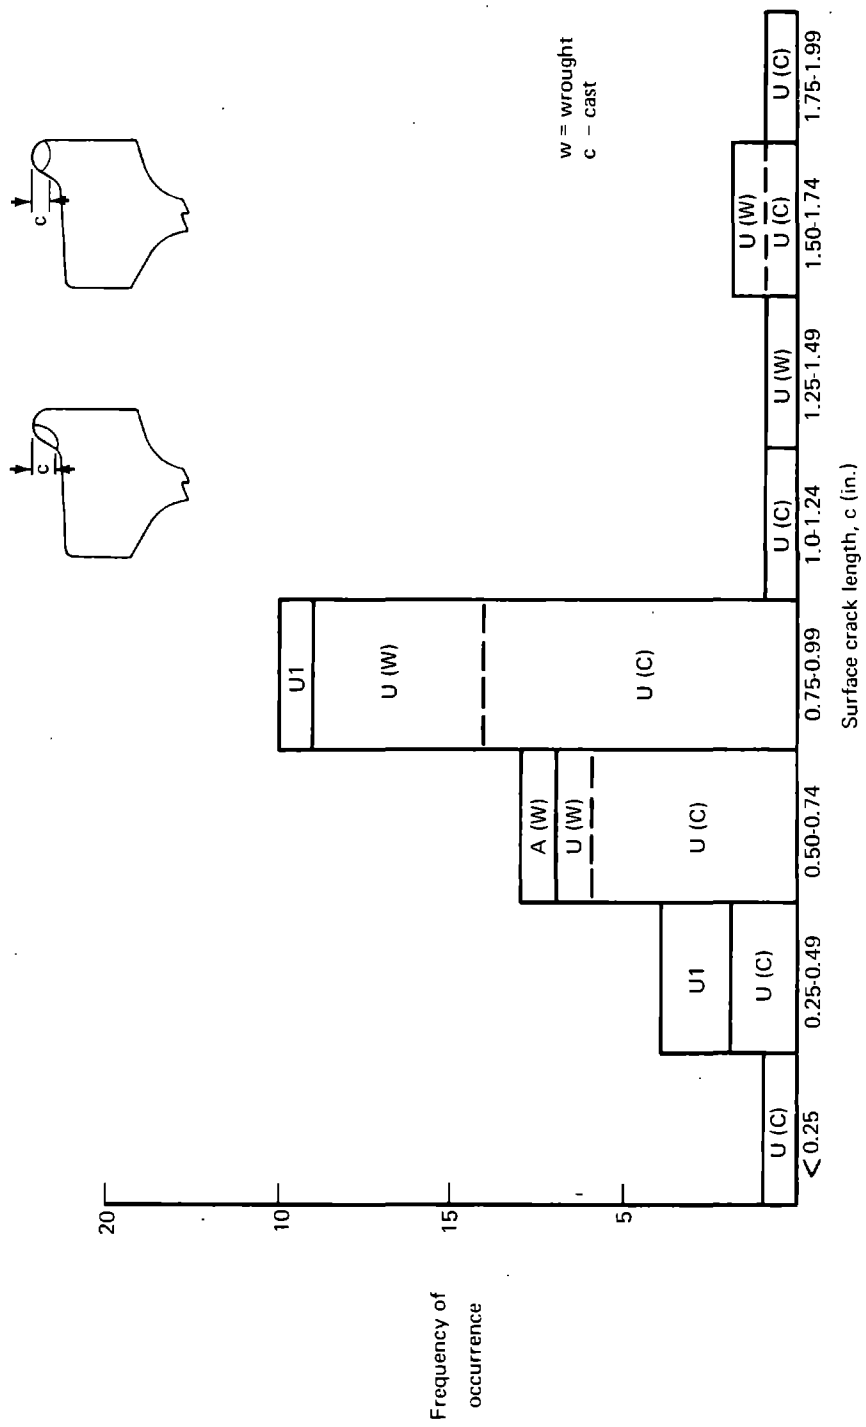 c
c
w = wrought
c - cast
Frequency of
occurrence
20
10
15
5
U (C)
U1
U (C)
A (W)
U (W)
U (C)
U1
U (W)
U (C)
U (C)
U (W)
U (W)
U (C)
U (C)
< 0.25
0.25-0.49
0.50-0.74
0.75-0.99
1.0-1.24
1.25-1.49
1.50-1.74
1.75-1.99
Surface crack length, c (in.)